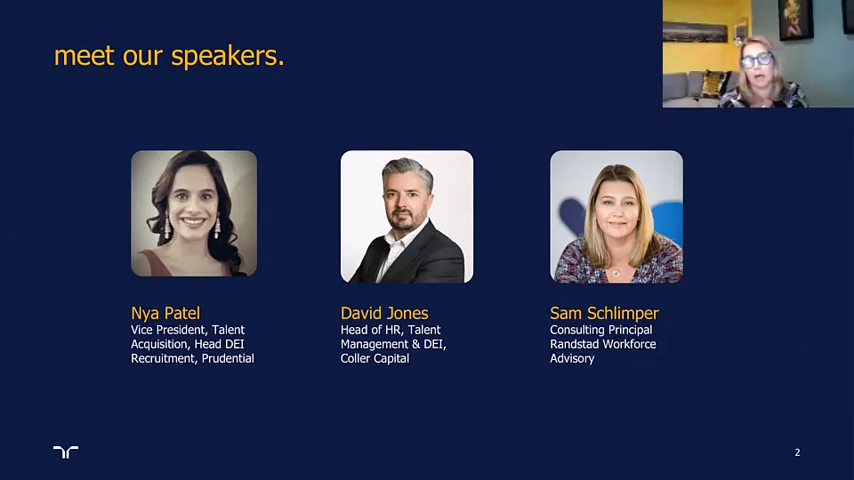 meet our speakers.
Nya Patel
Vice President, Talent
Acquisition, Head DEI
Recruitment, Prudential
David Jones
Head of HR, Talent
Management & DEI,
Coller Capital
Sam Schlimper
Consulting Principal
Randstad Workforce
Advisory
2